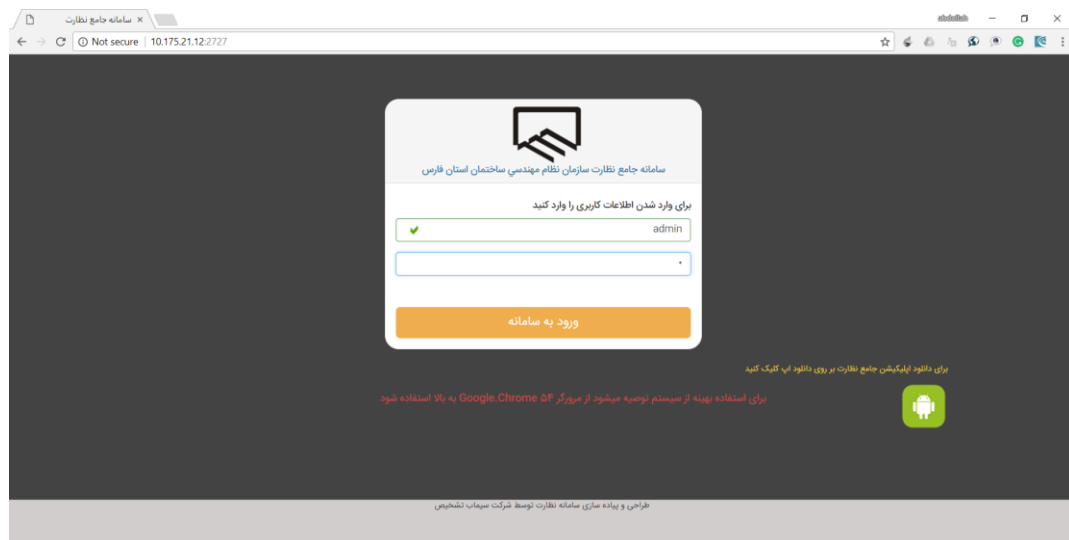 سامانه جامع نظارت
abdollah
Not secure | 10.175.21.12:2727
سامانه جامع نظارت سازمان نظام مهندسي ساختمان استان فارس
برای وارد شدن اطلاعات کاربری را وارد کنید
admin
ورود به سامانه
برای دانلود اپلیکیشن جامع نظارت بر روی دانلود اپ کلیک کنید
برای استفاده بهینه از سیستم توصیه میشود از مرورگر Google.Chrome ۵۴ به بالا استفاده شود
طراحی و پیاده سازی سامانه نظارت توسط شرکت سیماب تشخیص